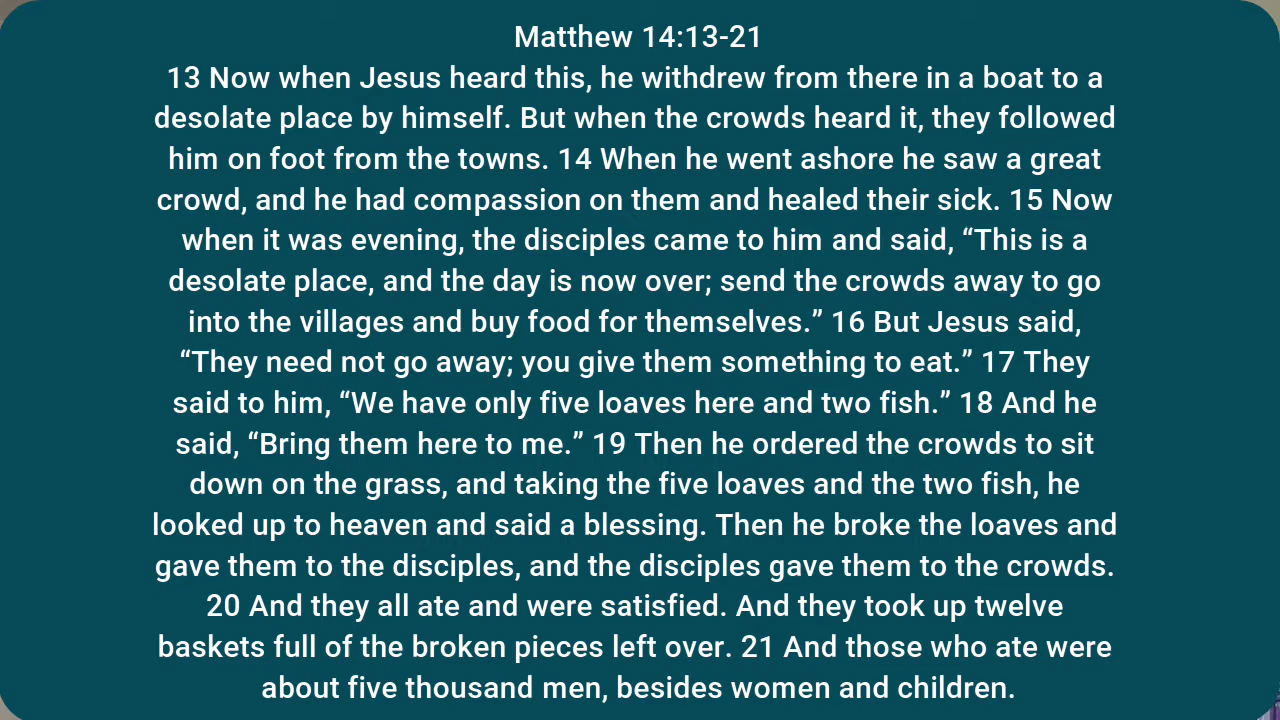 Matthew 14:13-21
13 Now when Jesus heard this, he withdrew from there in a boat to a
desolate place by himself. But when the crowds heard it, they followed
him on foot from the towns. 14 When he went ashore he saw a great
crowd, and he had compassion on them and healed their sick. 15 Now
when it was evening, the disciples came to him and said, “This is a
desolate place, and the day is now over; send the crowds away to go
into the villages and buy food for themselves.” 16 But Jesus said,
“They need not go away; you give them something to eat.” 17 They
said to him, “We have only five loaves here and two fish.” 18 And he
said, “Bring them here to me.” 19 Then he ordered the crowds to sit
down on the grass, and taking the five loaves and the two fish, he
looked up to heaven and said a blessing. Then he broke the loaves and
gave them to the disciples, and the disciples gave them to the crowds.
20 And they all ate and were satisfied. And they took up twelve
baskets full of the broken pieces left over. 21 And those who ate were
about five thousand men, besides women and children.